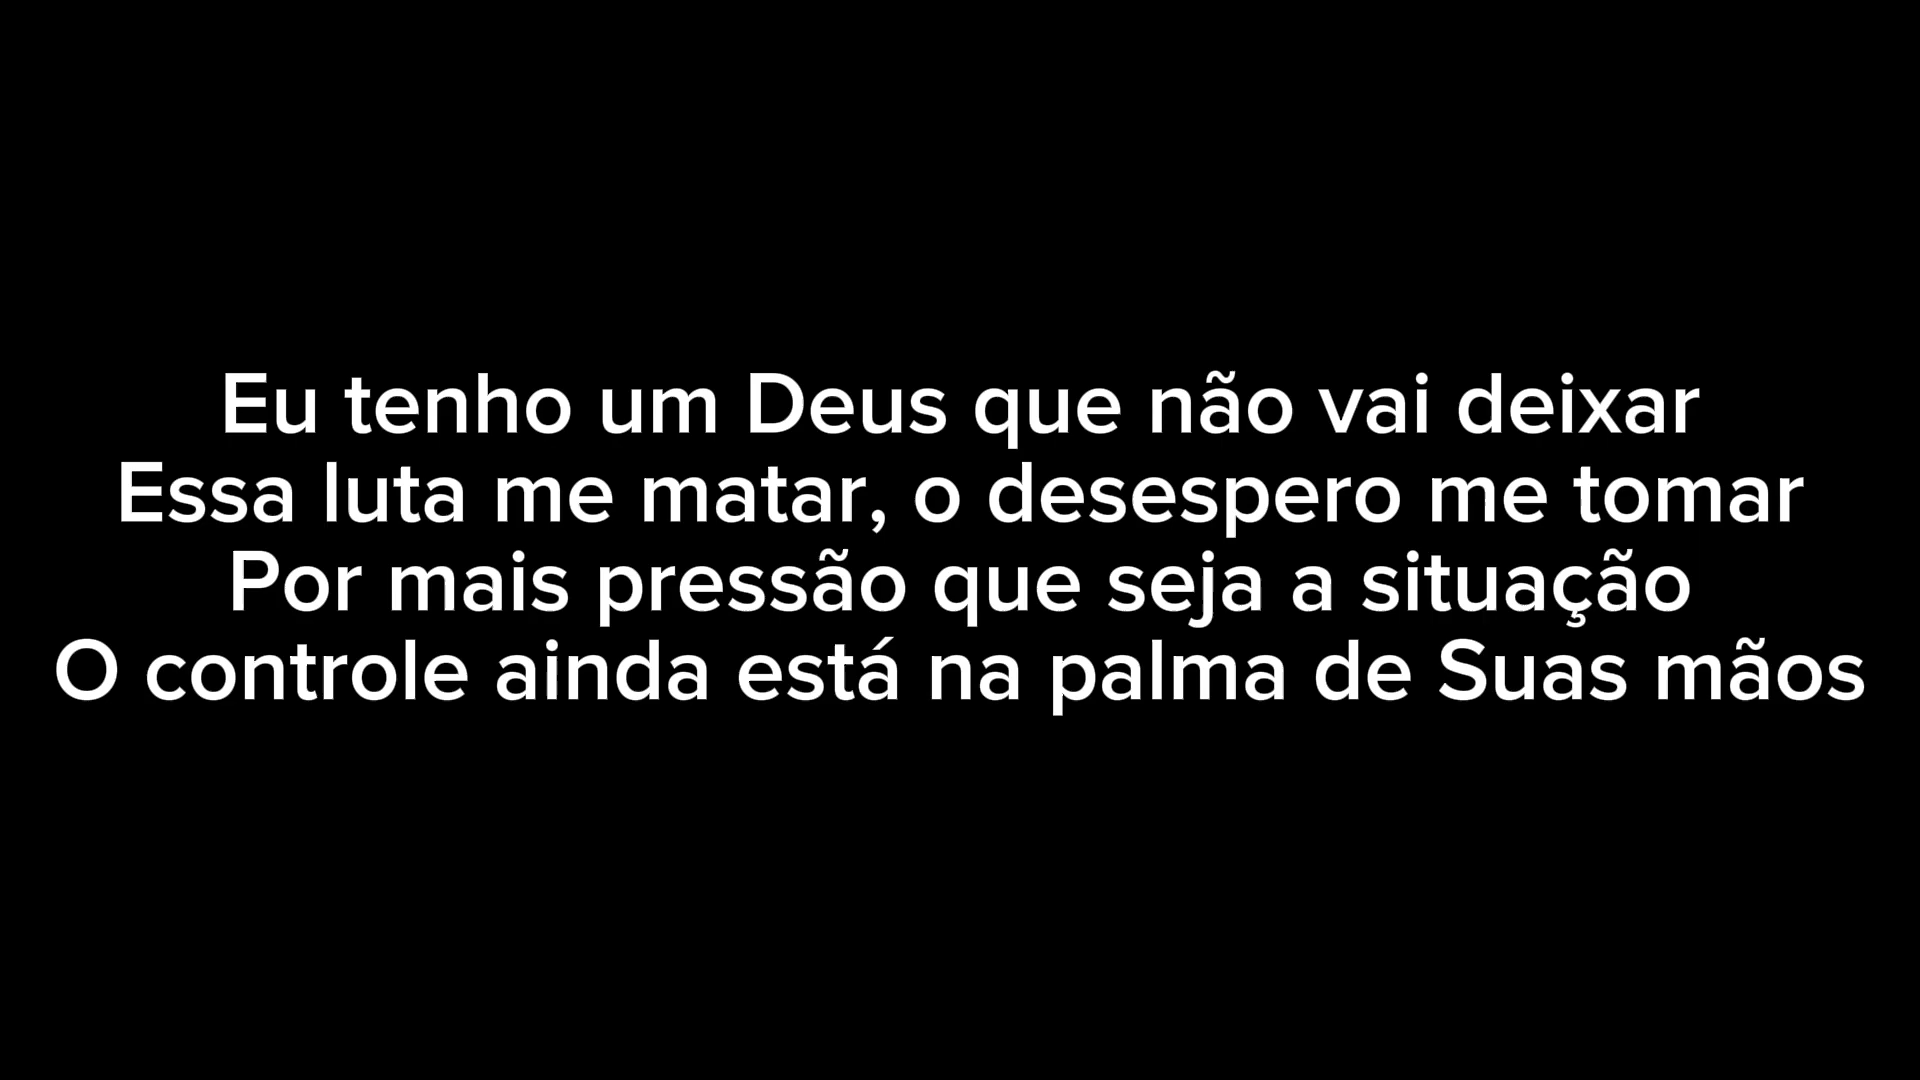 Eu tenho um Deus que não vai deixar
Essa luta me matar, o desespero me tomar
Por mais pressão que seja a situação
O controle ainda está na palma de Suas mãos